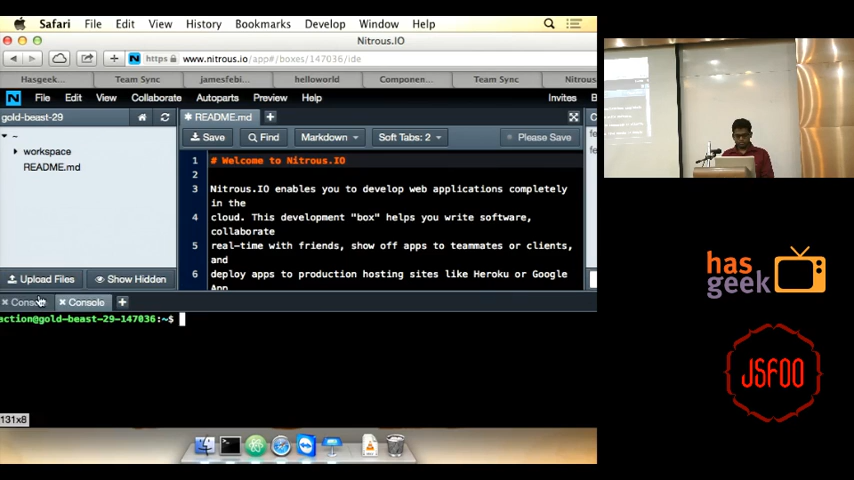 Safari File Edit View History Bookmarks Develop Window Help
Nitrous.IO
https www.nitrous.io/app#/boxes/147036/ide
Hasgeek... Team Sync jamesfebi... helloworld Componen... Team Sync Nitrous
File Edit View Collaborate Autoparts Preview Help Invites B
gold-beast-29 * README.md C
Save Find Markdown Soft Tabs: 2 Please Save
~
workspace
README.md
1 # Welcome to Nitrous.IO
2
3 Nitrous.IO enables you to develop web applications completely
in the
4 cloud. This development "box" helps you write software,
collaborate
5 real-time with friends, show off apps to teammates or clients,
and
6 deploy apps to production hosting sites like Heroku or Google
App
Upload Files Show Hidden
Console Console
action@gold-beast-29-147036:~$
131x8
has
geek
JSFOO